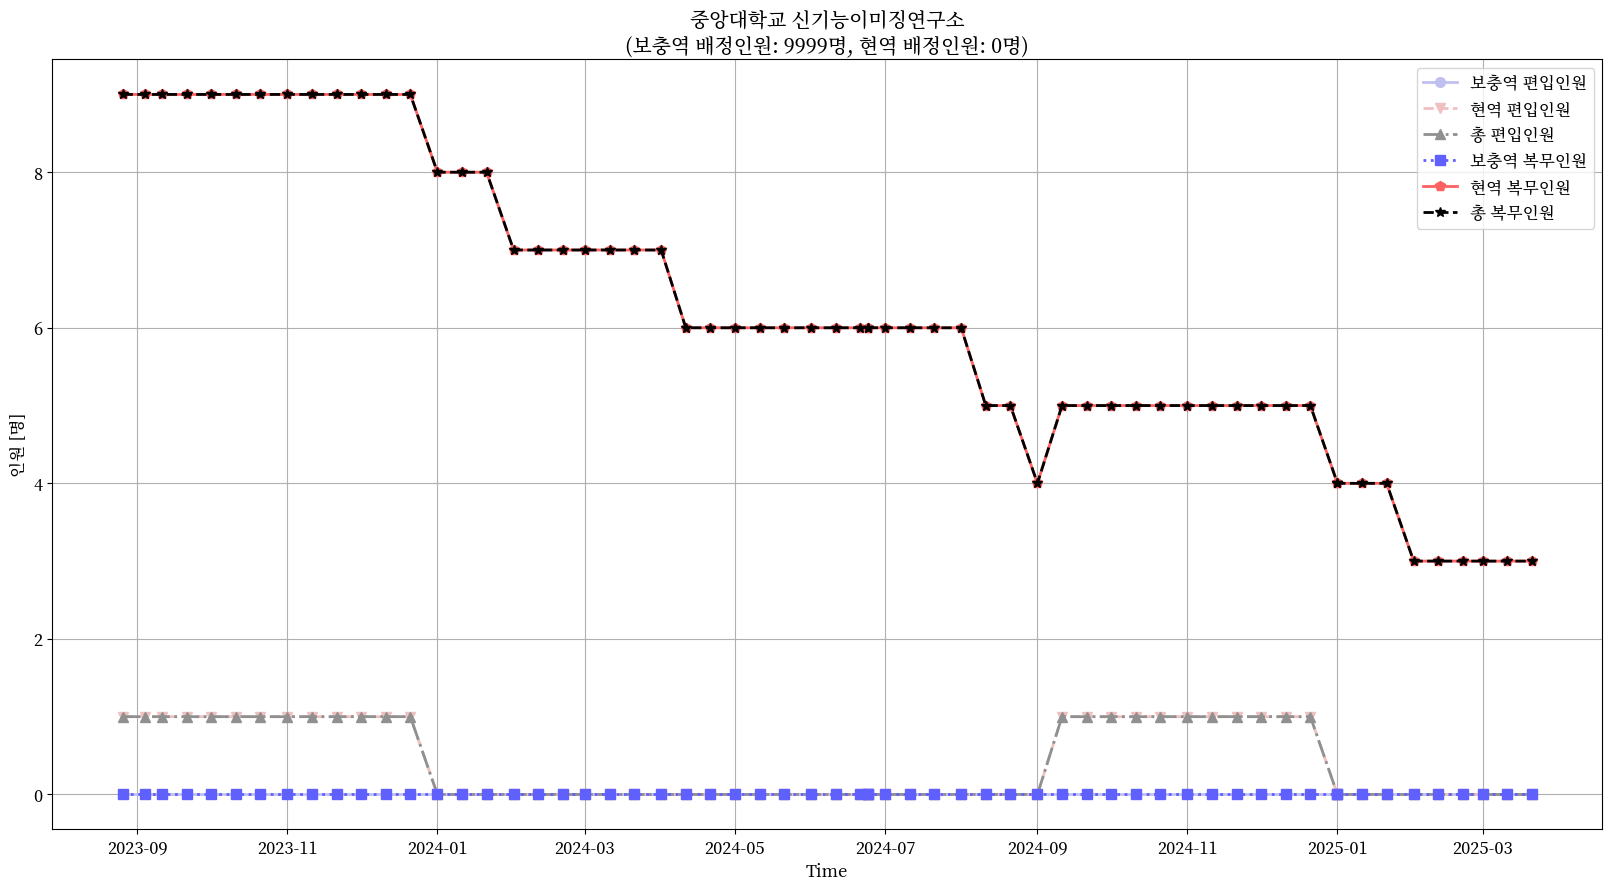 중앙대학교 신기능이미징연구소
(보충역 배정인원: 9999명, 현역 배정인원: 0명)
보충역 편입인원
현역 편입인원
총 편입인원
보충역 복무인원
현역 복무인원
총 복무인원
인원 [명]
8
6
4
2
0
2023-09 2023-11 2024-01 2024-03 2024-05 2024-07 2024-09 2024-11 2025-01 2025-03
Time